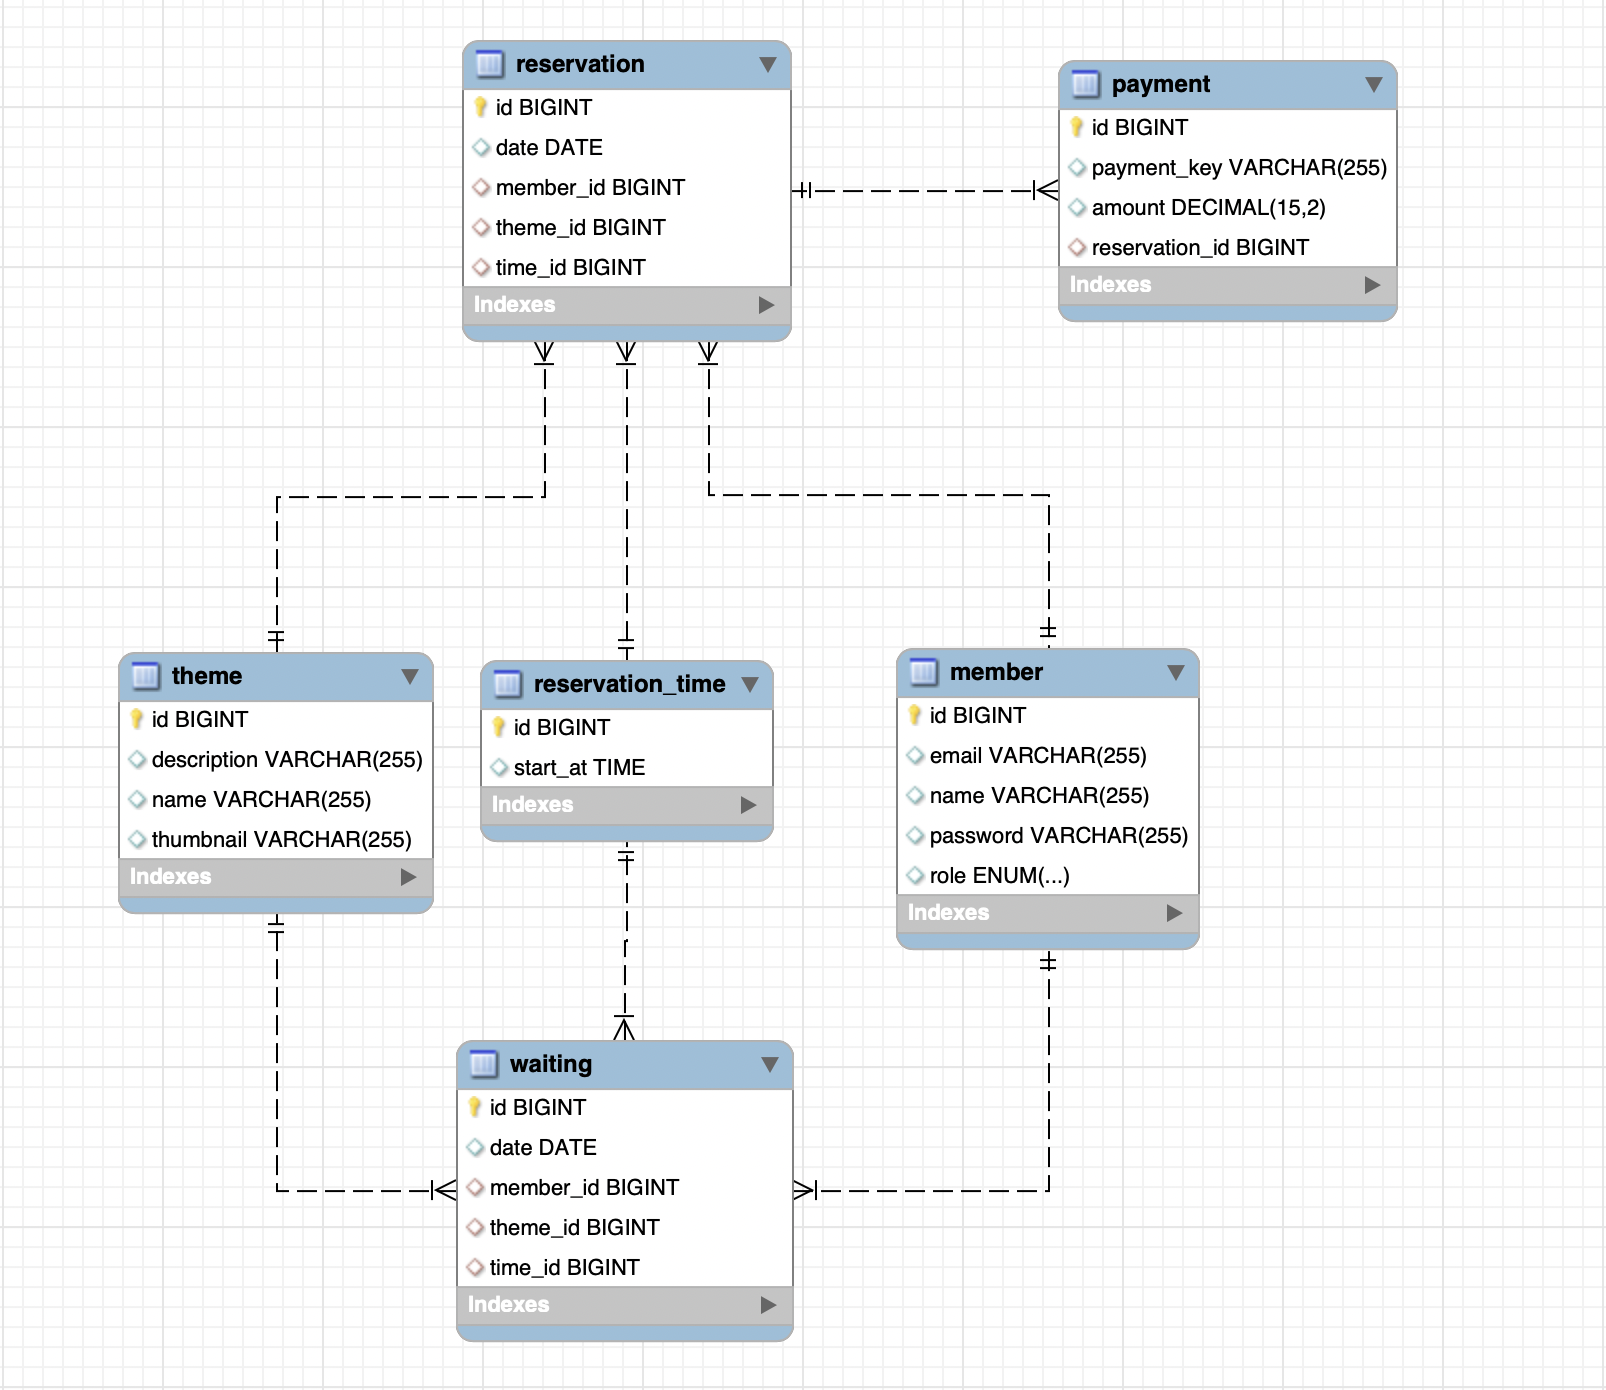 reservation
id BIGINT
date DATE
member_id BIGINT
theme_id BIGINT
time_id BIGINT
Indexes
payment
id BIGINT
payment_key VARCHAR(255)
amount DECIMAL(15,2)
reservation_id BIGINT
Indexes
theme
id BIGINT
description VARCHAR(255)
name VARCHAR(255)
thumbnail VARCHAR(255)
Indexes
reservation_time
id BIGINT
start_at TIME
Indexes
member
id BIGINT
email VARCHAR(255)
name VARCHAR(255)
password VARCHAR(255)
role ENUM(...)
Indexes
waiting
id BIGINT
date DATE
member_id BIGINT
theme_id BIGINT
time_id BIGINT
Indexes